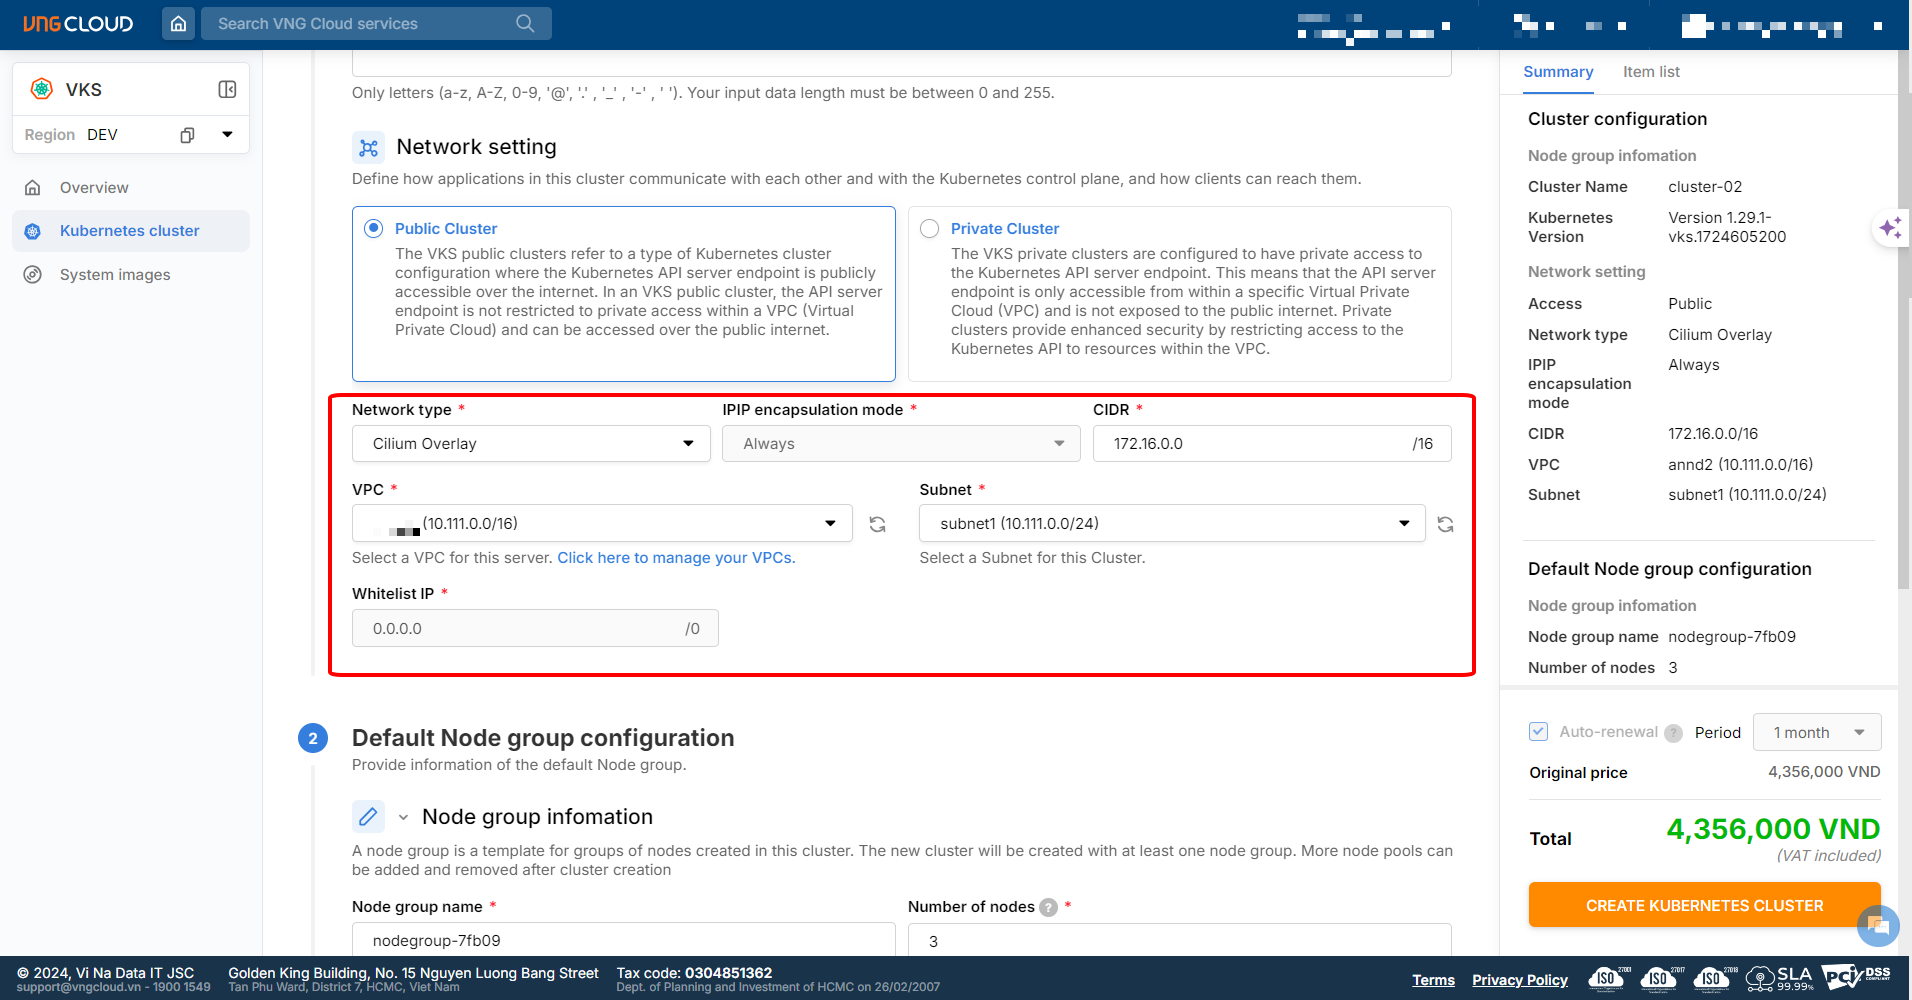 VNG CLOUD
Search VNG Cloud services
VKS
Region DEV
Overview
Kubernetes cluster
System images
Only letters (a-z, A-Z, 0-9, '@', '.' , '_' , '-' , ' '). Your input data length must be between 0 and 255.
Network setting
Define how applications in this cluster communicate with each other and with the Kubernetes control plane, and how clients can reach them.
Public Cluster
The VKS public clusters refer to a type of Kubernetes cluster
configuration where the Kubernetes API server endpoint is publicly
accessible over the internet. In an VKS public cluster, the API server
endpoint is not restricted to private access within a VPC (Virtual
Private Cloud) and can be accessed over the public internet.
Private Cluster
The VKS private clusters are configured to have private access to
the Kubernetes API server endpoint. This means that the API server
endpoint is only accessible from within a specific Virtual Private
Cloud (VPC) and is not exposed to the public internet. Private
clusters provide enhanced security by restricting access to the
Kubernetes API to resources within the VPC.
Network type *
Cilium Overlay
IPIP encapsulation mode *
Always
CIDR *
172.16.0.0 /16
VPC *
(10.111.0.0/16)
Select a VPC for this server. Click here to manage your VPCs.
Subnet *
subnet1 (10.111.0.0/24)
Select a Subnet for this Cluster.
Whitelist IP *
0.0.0.0 /0
2
Default Node group configuration
Provide information of the default Node group.
Node group infomation
A node group is a template for groups of nodes created in this cluster. The new cluster will be created with at least one node group. More node pools can
be added and removed after cluster creation
Node group name *
nodegroup-7fb09
Number of nodes ? *
3
Summary
Item list
Cluster configuration
Node group infomation
Cluster Name cluster-02
Kubernetes Version 1.29.1-
Version vks.1724605200
Network setting
Access Public
Network type Cilium Overlay
IPIP Always
encapsulation
mode
CIDR 172.16.0.0/16
VPC annd2 (10.111.0.0/16)
Subnet subnet1 (10.111.0.0/24)
Default Node group configuration
Node group infomation
Node group name nodegroup-7fb09
Number of nodes 3
Auto-renewal ? Period 1 month
Original price 4,356,000 VND
Total 4,356,000 VND
(VAT included)
CREATE KUBERNETES CLUSTER
© 2024, Vi Na Data IT JSC
support@vngcloud.vn - 1900 1549
Golden King Building, No. 15 Nguyen Luong Bang Street
Tan Phu Ward, District 7, HCMC, Viet Nam
Tax code: 0304851362
Dept. of Planning and Investment of HCMC on 26/02/2007
Terms
Privacy Policy
ISO 27001
ISO 27017
ISO 27018
SLA
99.99%
PCI DSS
COMPLIANT